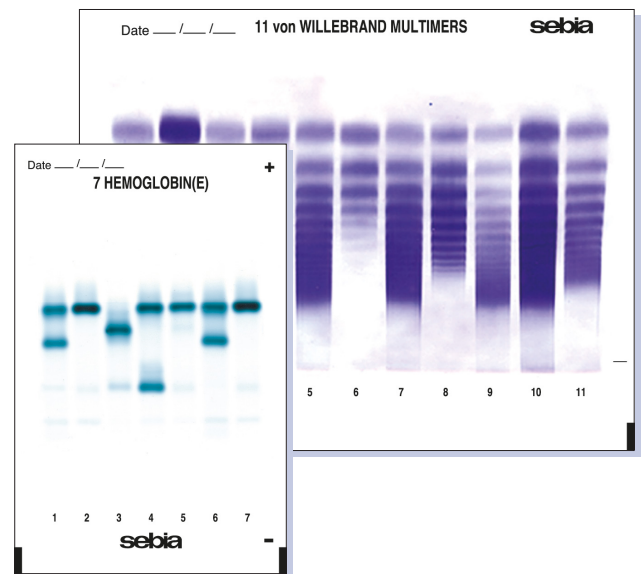 Date ___ /___ /___ 11 von WILLEBRAND MULTIMERS sebia
5 6 7 8 9 10 11
Date ___ /___ /___ +
7 HEMOGLOBIN(E)
1 2 3 4 5 6 7
sebia -